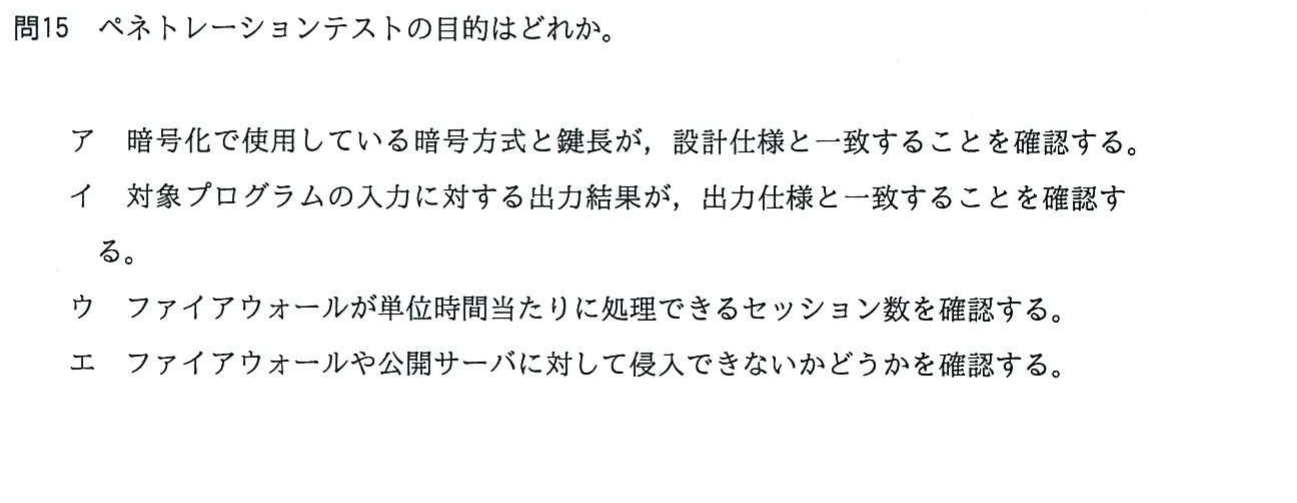 問15　ペネトレーションテストの目的はどれか。
ア　暗号化で使用している暗号方式と鍵長が，設計仕様と一致することを確認する。
イ　対象プログラムの入力に対する出力結果が，出力仕様と一致することを確認す
る。
ウ　ファイアウォールが単位時間当たりに処理できるセッション数を確認する。
エ　ファイアウォールや公開サーバに対して侵入できないかどうかを確認する。